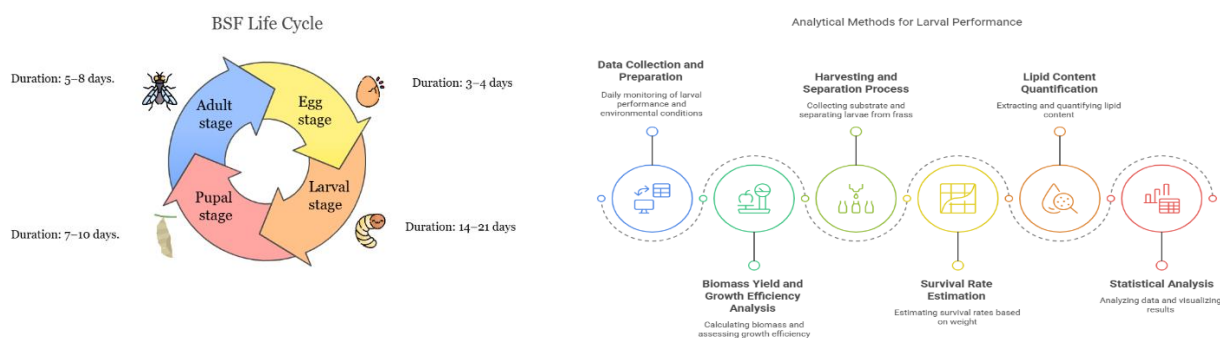 BSF Life Cycle
Duration: 5–8 days.
Adult
stage
Egg
stage
Duration: 3–4 days
Pupal
stage
Larval
stage
Duration: 7–10 days.
Duration: 14–21 days
Analytical Methods for Larval Performance
Data Collection and
Preparation
Daily monitoring of larval
performance and
environmental conditions
Harvesting and
Separation Process
Collecting substrate and
separating larvae from frass
Lipid Content
Quantification
Extracting and quantifying lipid
content
Biomass Yield and
Growth Efficiency
Analysis
Calculating biomass and
assessing growth efficiency
Survival Rate
Estimation
Estimating survival rates based
on weight
Statistical Analysis
Analyzing data and visualizing
results